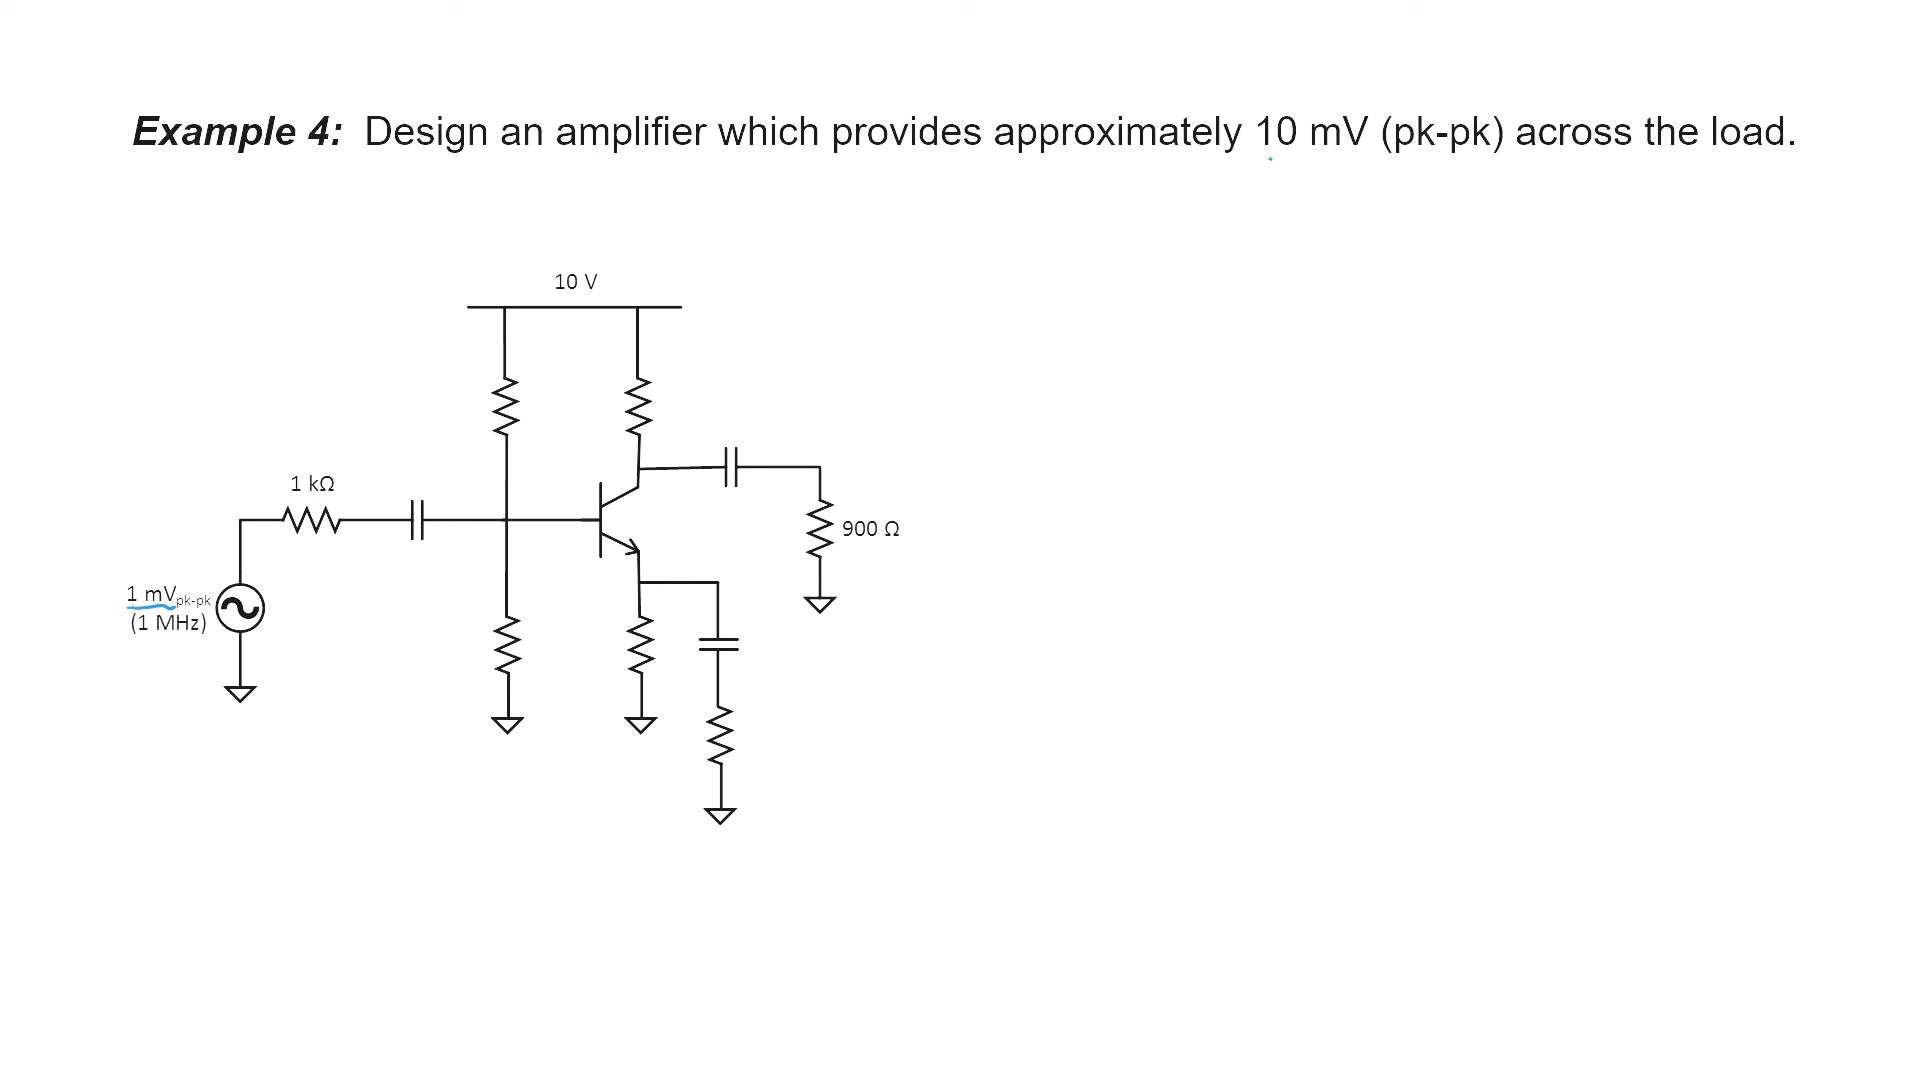 Example 4: Design an amplifier which provides approximately 10 mV (pk-pk) across the load.
10 V
1 kΩ
900 Ω
1 mVpk-pk
(1 MHz)